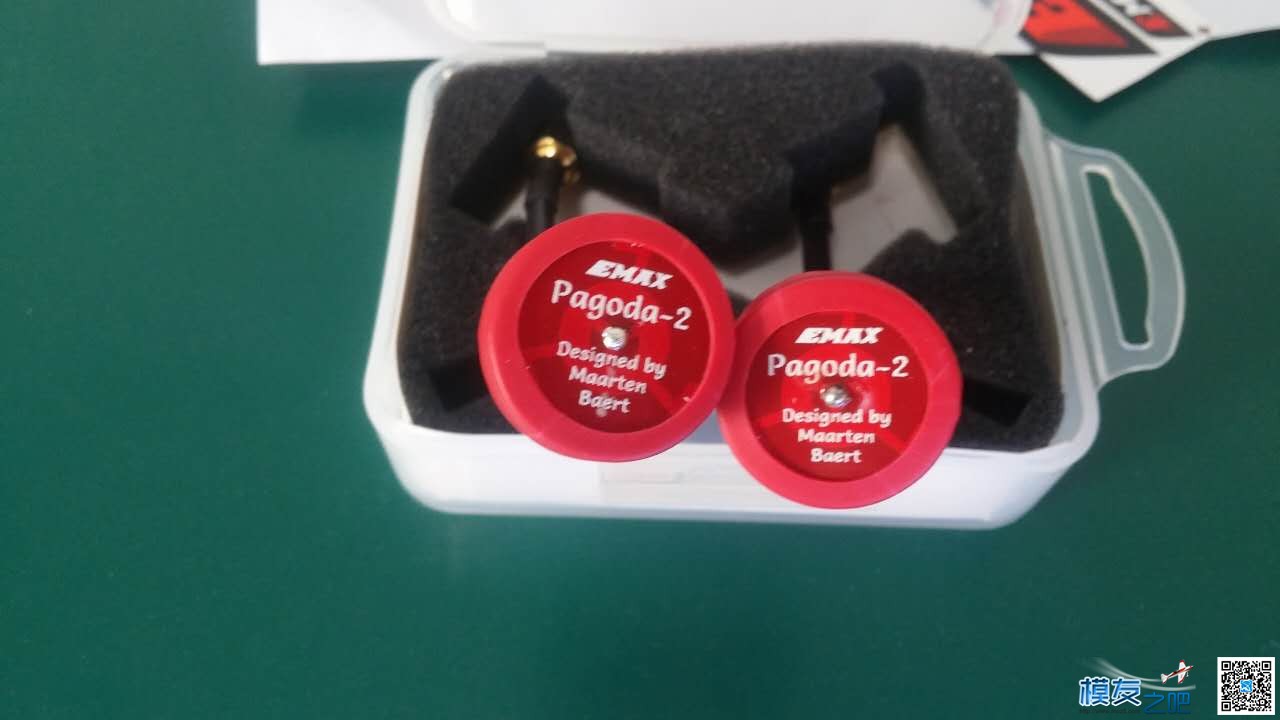 EMAX
Pagoda-2
Designed by
Maarten
Baert
EMAX
Pagoda-2
Designed by
Maarten
Baert
模友之吧